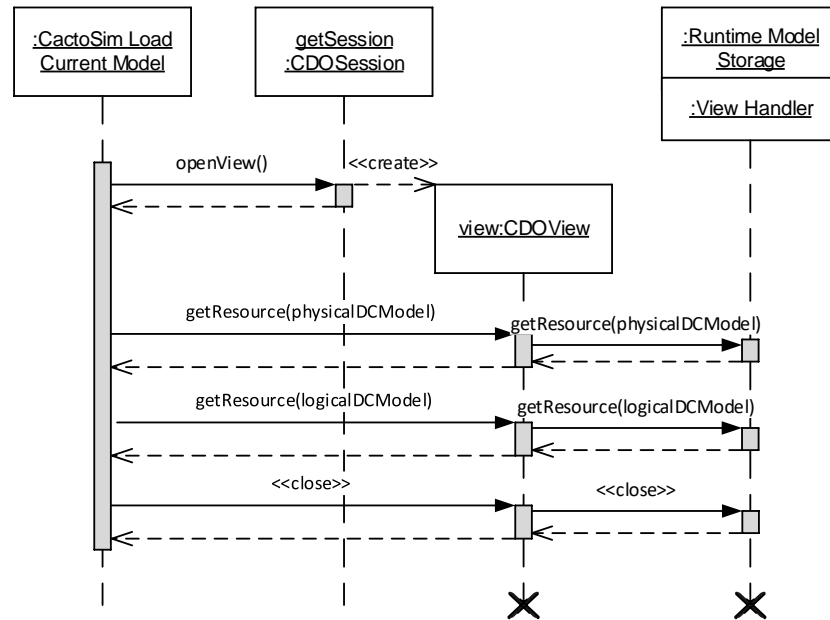 :CactoSim Load
Current Model
getSession
:CDOSession
:Runtime Model
Storage
:View Handler
openView()
<<create>>
view:CDOView
getResource(physicalDCModel)
getResource(physicalDCModel)
getResource(logicalDCModel)
getResource(logicalDCModel)
<<close>>
<<close>>